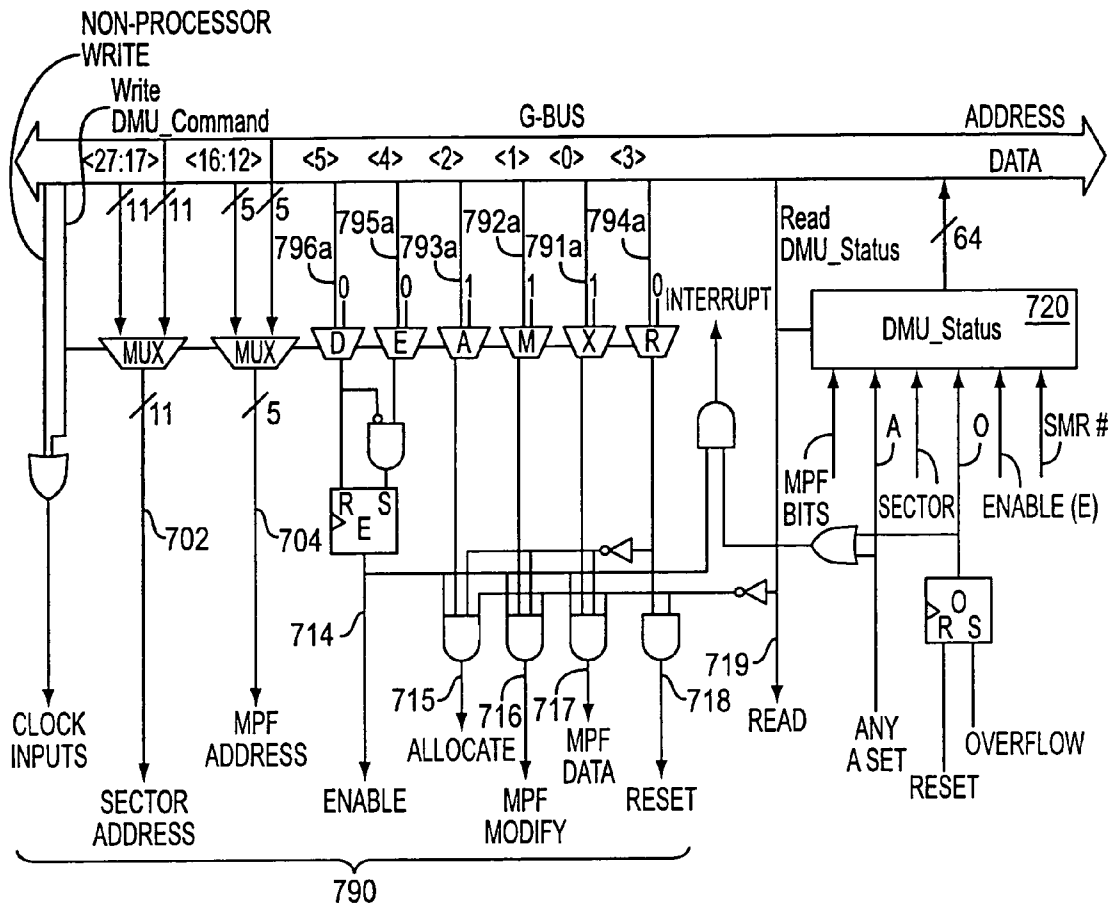 NON-PROCESSOR
WRITE
Write
DMU_Command
G-BUS
ADDRESS
<27:17>
<16:12>
<5>
<4>
<2>
<1>
<0>
<3>
DATA
11
11
5
5
796a
795a
793a
792a
791a
794a
Read
DMU_Status
64
0
0
1
1
1
0
INTERRUPT
DMU_Status
720
MUX
MUX
D
E
A
M
X
R
11
5
MPF
BITS
A
SECTOR
O
ENABLE (E)
SMR #
R S
E
702
704
714
715
716
717
718
719
O
R S
CLOCK
INPUTS
SECTOR
ADDRESS
MPF
ADDRESS
ENABLE
ALLOCATE
MPF
MODIFY
MPF
DATA
RESET
READ
ANY
A SET
RESET
OVERFLOW
790